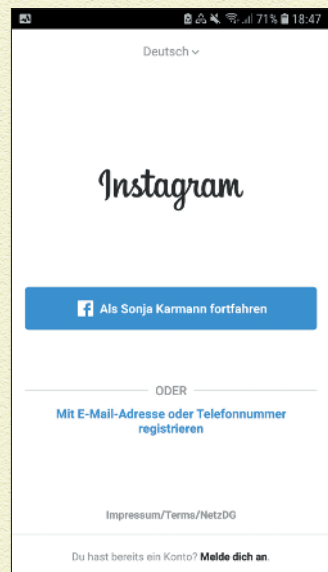 71% 18:47
Deutsch
Instagram
Als Sonja Karmann fortfahren
ODER
Mit E-Mail-Adresse oder Telefonnummer
registrieren
Impressum/Terms/NetzDG
Du hast bereits ein Konto? Melde dich an.